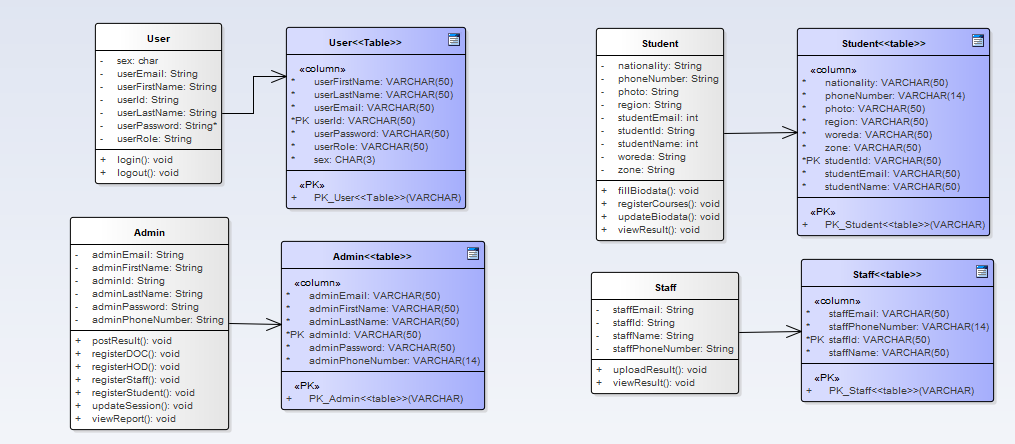 User
- sex: char
- userEmail: String
- userFirstName: String
- userId: String
- userLastName: String
- userPassword: String*
- userRole: String
+ login(): void
+ logout(): void
User<<Table>>
«column»
* userFirstName: VARCHAR(50)
* userLastName: VARCHAR(50)
* userEmail: VARCHAR(50)
*PK userId: VARCHAR(50)
* userPassword: VARCHAR(50)
* userRole: VARCHAR(50)
* sex: CHAR(3)
«PK»
+ PK_User<<Table>>(VARCHAR)
Student
- nationality: String
- phoneNumber: String
- photo: String
- region: String
- studentEmail: int
- studentId: String
- studentName: int
- woreda: String
- zone: String
+ fillBiodata(): void
+ registerCourses(): void
+ updateBiodata(): void
+ viewResult(): void
Student<<table>>
«column»
* nationality: VARCHAR(50)
* phoneNumber: VARCHAR(14)
* photo: VARCHAR(50)
* region: VARCHAR(50)
* woreda: VARCHAR(50)
* zone: VARCHAR(50)
*PK studentId: VARCHAR(50)
* studentEmail: VARCHAR(50)
* studentName: VARCHAR(50)
«PK»
+ PK_Student<<table>>(VARCHAR)
Admin
- adminEmail: String
- adminFirstName: String
- adminId: String
- adminLastName: String
- adminPassword: String
- adminPhoneNumber: String
+ postResult(): void
+ registerDOC(): void
+ registerHOD(): void
+ registerStaff(): void
+ registerStudent(): void
+ updateSession(): void
+ viewReport(): void
Admin<<table>>
«column»
* adminEmail: VARCHAR(50)
* adminFirstName: VARCHAR(50)
* adminLastName: VARCHAR(50)
*PK adminId: VARCHAR(50)
* adminPassword: VARCHAR(50)
* adminPhoneNumber: VARCHAR(14)
«PK»
+ PK_Admin<<table>>(VARCHAR)
Staff
- staffEmail: String
- staffId: String
- staffName: String
- staffPhoneNumber: String
+ uploadResult(): void
+ viewResult(): void
Staff<<table>>
«column»
* staffEmail: VARCHAR(50)
* staffPhoneNumber: VARCHAR(14)
*PK staffId: VARCHAR(50)
* staffName: VARCHAR(50)
«PK»
+ PK_Staff<<table>>(VARCHAR)